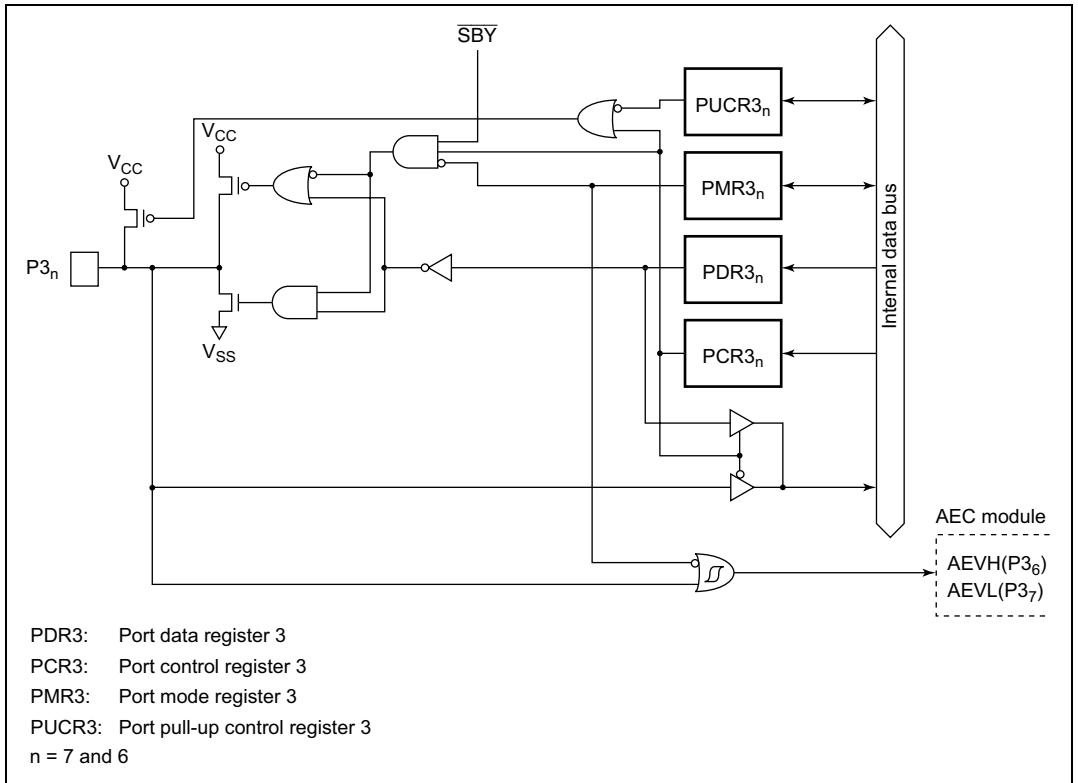 SBY
PUCR3n
VCC
VCC
PMR3n
P3n
PDR3n
VSS
PCR3n
Internal data bus
AEC module
AEVH(P36)
AEVL(P37)
PDR3: Port data register 3
PCR3: Port control register 3
PMR3: Port mode register 3
PUCR3: Port pull-up control register 3
n = 7 and 6